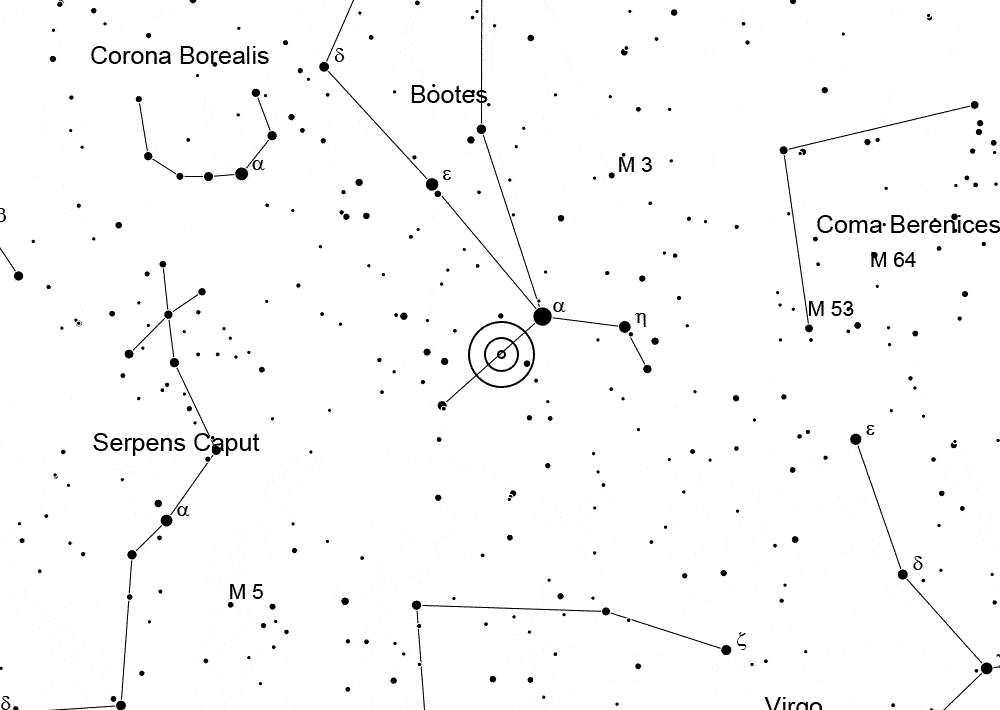 δ
Corona Borealis
Bootes
α
M 3
ε
β
Coma Berenices
M 64
α
M 53
η
ε
Serpens Caput
α
δ
M 5
ζ
δ
Virgo